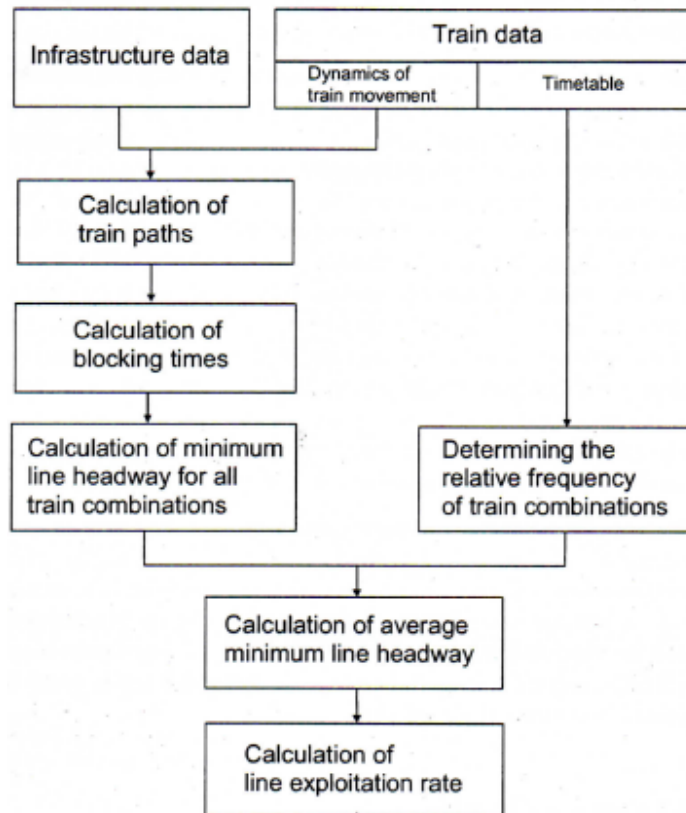 Infrastructure data
Train data
Dynamics of
train movement
Timetable
Calculation of
train paths
Calculation of
blocking times
Calculation of minimum
line headway for all
train combinations
Determining the
relative frequency
of train combinations
Calculation of average
minimum line headway
Calculation of
line exploitation rate